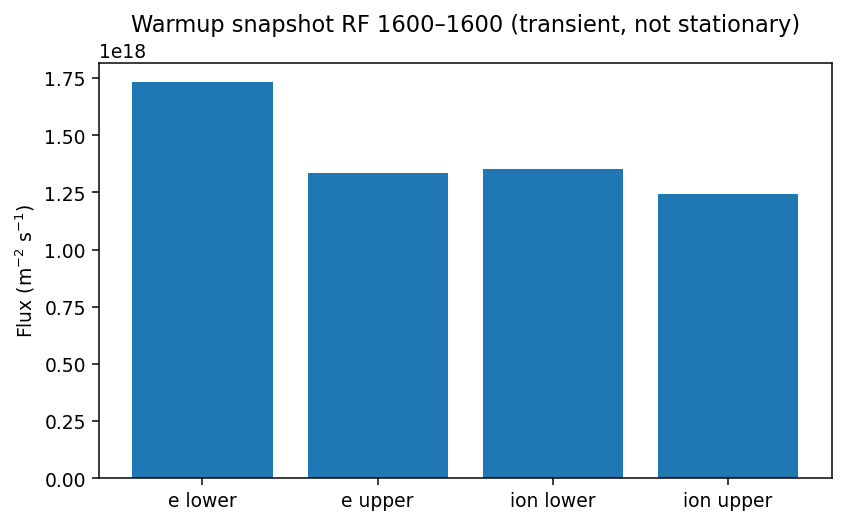 Warmup snapshot RF 1600–1600 (transient, not stationary)
1e18
1.75
1.50
1.25
1.00
0.75
0.50
0.25
0.00
Flux (m⁻² s⁻¹)
e lower e upper ion lower ion upper